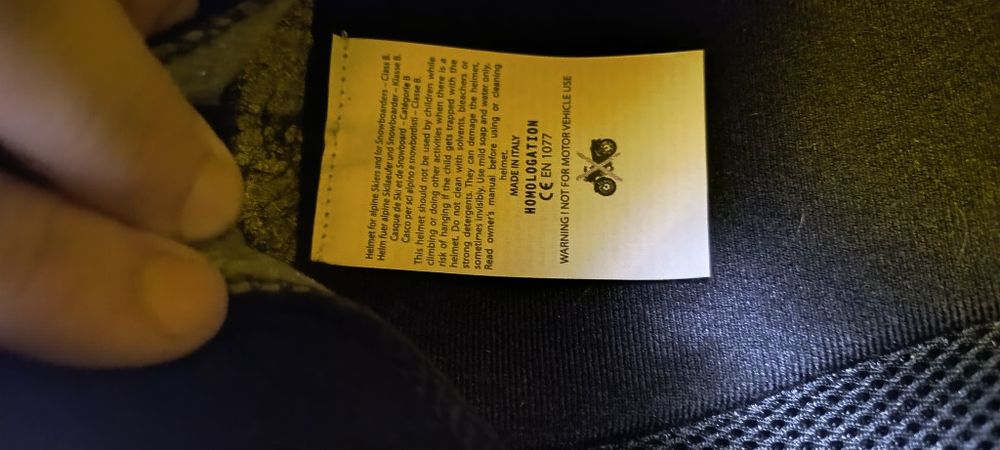 Helmet for alpine Skiers and for Snowboarders – Class B.
Helm fuer alpine Skilaeufer und Snowboarder – Klasse B.
Casque de Ski et de Snowboard – Catégorie B
Casco per sci alpino e snowbordisti – Classe B.
This helmet should not be used by children while
climbing or doing other activities when there is a
risk of hanging if the child gets trapped with the
helmet. Do not clean with solvents, bleachers or
strong detergents. They can damage the helmet,
sometimes invisibly. Use mild soap and water only.
Read owner's manual before using or cleaning
helmet.
MADE IN ITALY
HOMOLOGATION
CE EN 1077
WARNING ! NOT FOR MOTOR VEHICLE USE